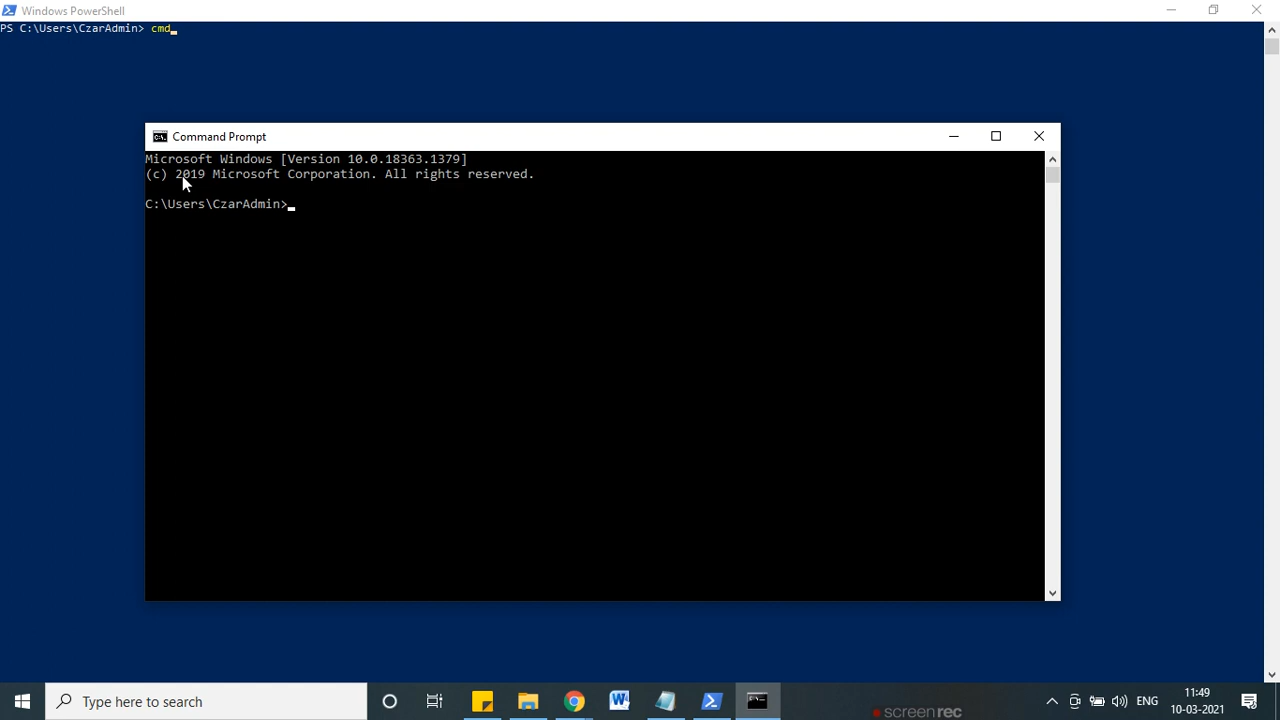 Windows PowerShell
PS C:\Users\CzarAdmin> cmd_
Command Prompt
Microsoft Windows [Version 10.0.18363.1379]
(c) 2019 Microsoft Corporation. All rights reserved.
C:\Users\CzarAdmin>_
Type here to search
ENG
11:49
10-03-2021
screenrec